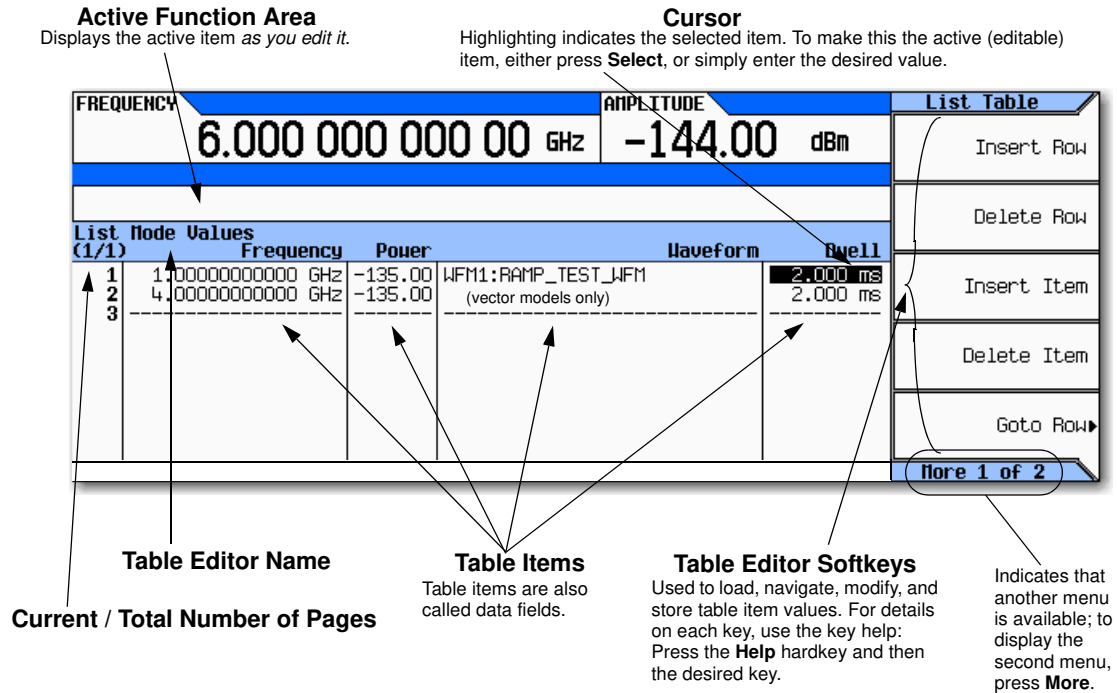 Active Function Area
Displays the active item as you edit it.
Cursor
Highlighting indicates the selected item. To make this the active (editable)
item, either press Select, or simply enter the desired value.
FREQUENCY
6.000 000 000 00 GHz
AMPLITUDE
-144.00 dBm
List Table
Insert Row
Delete Row
Insert Item
Delete Item
Goto Row
More 1 of 2
List Mode Values
(1/1) Frequency Power Waveform Dwell
1 1.00000000000 GHz -135.00 WFM1:RAMP_TEST_WFM 2.000 ms
2 4.00000000000 GHz -135.00 (vector models only) 2.000 ms
3 -------------------- -------- ------------------------------ -----------
Table Editor Name
Current / Total Number of Pages
Table Items
Table items are also
called data fields.
Table Editor Softkeys
Used to load, navigate, modify, and
store table item values. For details
on each key, use the key help:
Press the Help hardkey and then
the desired key.
Indicates that
another menu
is available; to
display the
second menu,
press More.